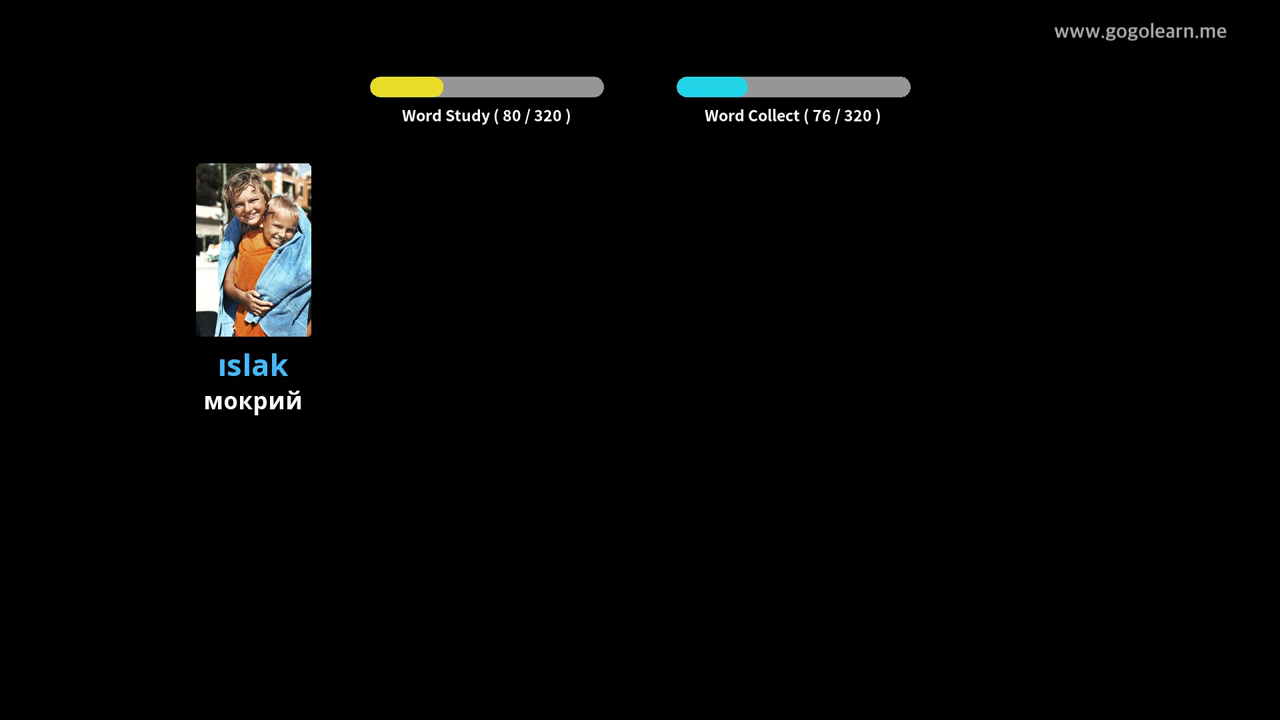 www.gogolearn.me
Word Study ( 80 / 320 )
Word Collect ( 76 / 320 )
ıslak
мокрий